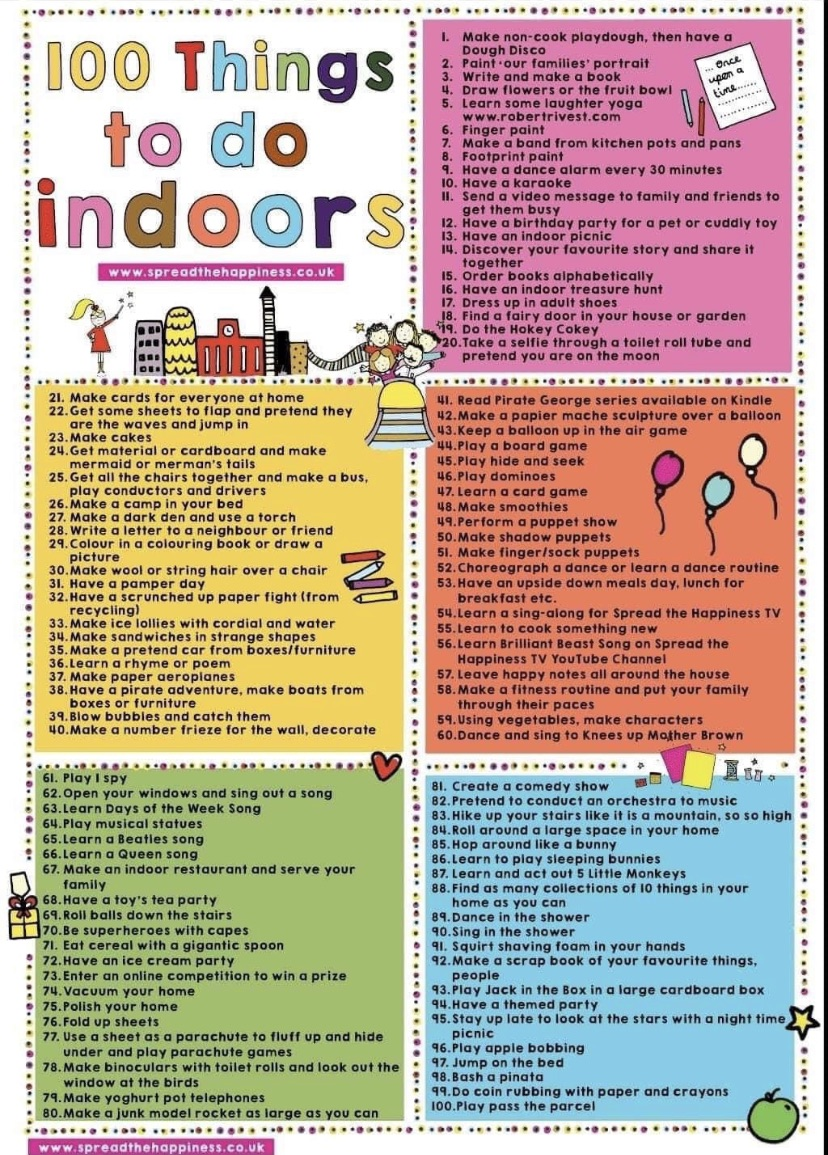 100 Things
to do
indoors
www.spreadthehappiness.co.uk
1. Make non-cook playdough, then have a
Dough Disco
2. Paint our families' portrait
3. Write and make a book
4. Draw flowers or the fruit bowl
5. Learn some laughter yoga
www.robertrivest.com
6. Finger paint
7. Make a band from kitchen pots and pans
8. Footprint paint
9. Have a dance alarm every 30 minutes
10. Have a karaoke
11. Send a video message to family and friends to
get them busy
12. Have a birthday party for a pet or cuddly toy
13. Have an indoor picnic
14. Discover your favourite story and share it
together
15. Order books alphabetically
16. Have an indoor treasure hunt
17. Dress up in adult shoes
18. Find a fairy door in your house or garden
19. Do the Hokey Cokey
20.Take a selfie through a toilet roll tube and
pretend you are on the moon
... Once
upon a
time......
21. Make cards for everyone at home
22.Get some sheets to flap and pretend they
are the waves and jump in
23.Make cakes
24.Get material or cardboard and make
mermaid or merman's tails
25.Get all the chairs together and make a bus,
play conductors and drivers
26.Make a camp in your bed
27. Make a dark den and use a torch
28.Write a letter to a neighbour or friend
29.Colour in a colouring book or draw a
picture
30.Make wool or string hair over a chair
31. Have a pamper day
32.Have a scrunched up paper fight (from
recycling)
33.Make ice lollies with cordial and water
34.Make sandwiches in strange shapes
35.Make a pretend car from boxes/furniture
36.Learn a rhyme or poem
37. Make paper aeroplanes
38.Have a pirate adventure, make boats from
boxes or furniture
39.Blow bubbles and catch them
40.Make a number frieze for the wall, decorate
41. Read Pirate George series available on Kindle
42.Make a papier mache sculpture over a balloon
43.Keep a balloon up in the air game
44.Play a board game
45.Play hide and seek
46.Play dominoes
47. Learn a card game
48.Make smoothies
49.Perform a puppet show
50.Make shadow puppets
51. Make finger/sock puppets
52.Choreograph a dance or learn a dance routine
53.Have an upside down meals day, lunch for
breakfast etc.
54.Learn a sing-along for Spread the Happiness TV
55.Learn to cook something new
56.Learn Brilliant Beast Song on Spread the
Happiness TV YouTube Channel
57. Leave happy notes all around the house
58.Make a fitness routine and put your family
through their paces
59.Using vegetables, make characters
60.Dance and sing to Knees up Mother Brown
61. Play I spy
62.Open your windows and sing out a song
63.Learn Days of the Week Song
64.Play musical statues
65.Learn a Beatles song
66.Learn a Queen song
67. Make an indoor restaurant and serve your
family
68.Have a toy's tea party
69.Roll balls down the stairs
70.Be superheroes with capes
71. Eat cereal with a gigantic spoon
72.Have an ice cream party
73.Enter an online competition to win a prize
74.Vacuum your home
75.Polish your home
76.Fold up sheets
77. Use a sheet as a parachute to fluff up and hide
under and play parachute games
78.Make binoculars with toilet rolls and look out the
window at the birds
79.Make yoghurt pot telephones
80.Make a junk model rocket as large as you can
81. Create a comedy show
82.Pretend to conduct an orchestra to music
83.Hike up your stairs like it is a mountain, so so high
84.Roll around a large space in your home
85.Hop around like a bunny
86.Learn to play sleeping bunnies
87. Learn and act out 5 Little Monkeys
88.Find as many collections of 10 things in your
home as you can
89.Dance in the shower
90.Sing in the shower
91. Squirt shaving foam in your hands
92.Make a scrap book of your favourite things,
people
93.Play Jack in the Box in a large cardboard box
94.Have a themed party
95.Stay up late to look at the stars with a night time
picnic
96.Play apple bobbing
97. Jump on the bed
98.Bash a pinata
99.Do coin rubbing with paper and crayons
100.Play pass the parcel
www.spreadthehappiness.co.uk